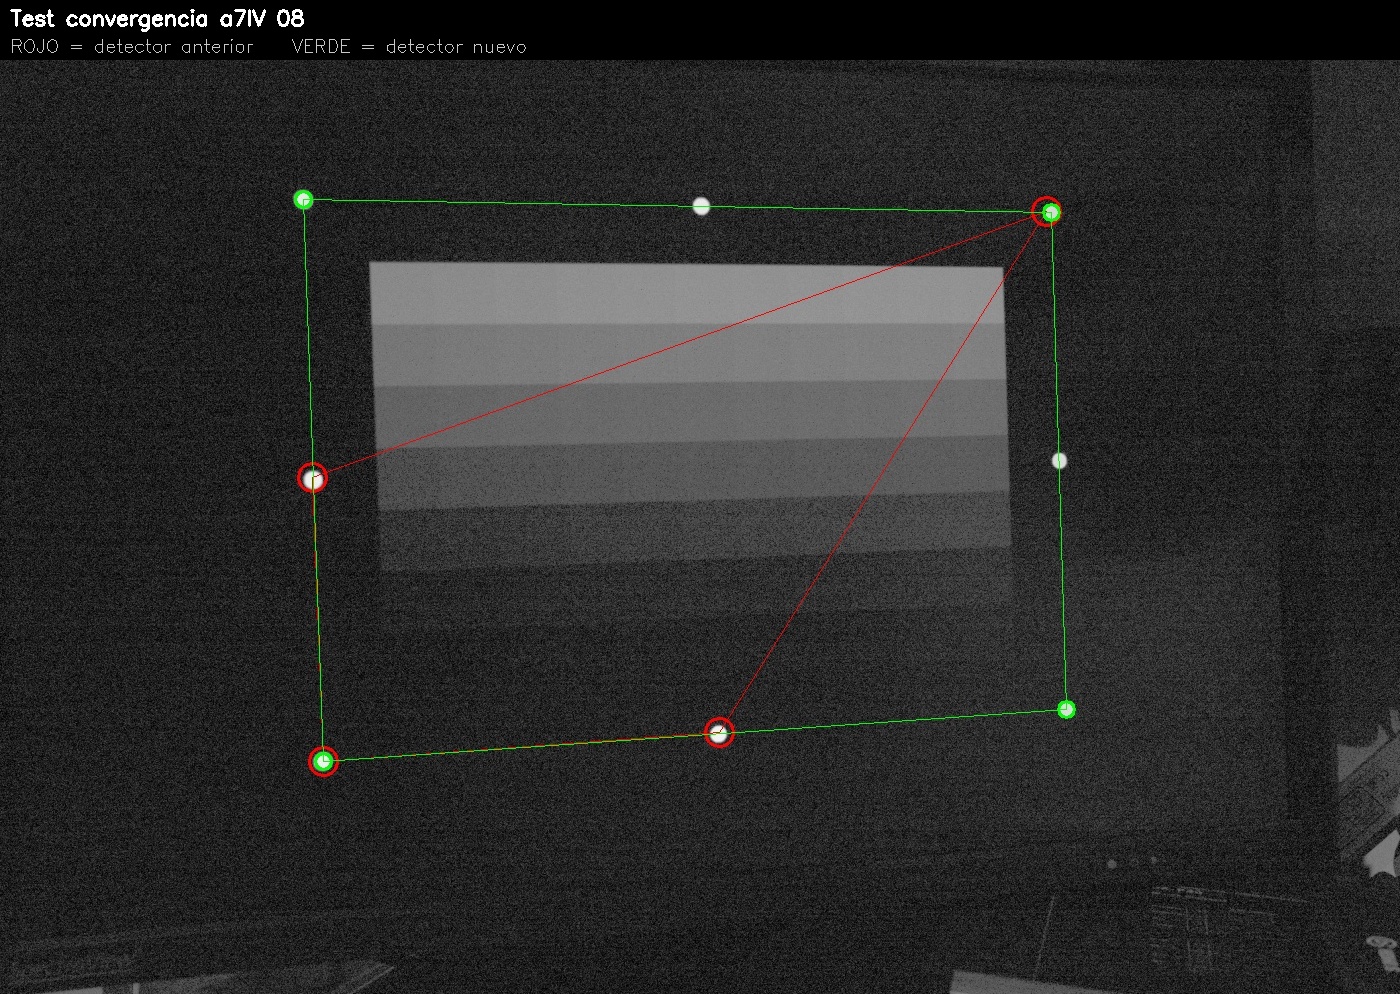 Test convergencia a7IV 08
ROJO = detector anterior VERDE = detector nuevo